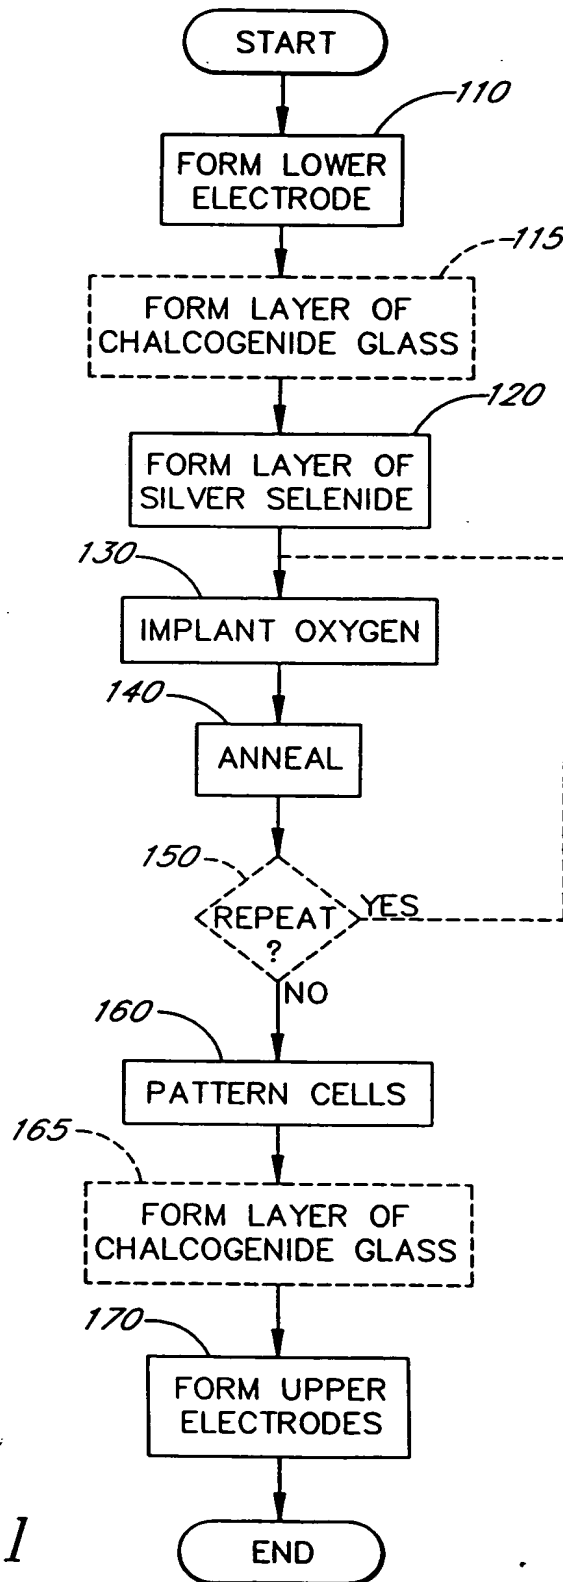 START
110
FORM LOWER
ELECTRODE
115
FORM LAYER OF
CHALCOGENIDE GLASS
120
FORM LAYER OF
SILVER SELENIDE
130
IMPLANT OXYGEN
140
ANNEAL
150
REPEAT
?
YES
NO
160
PATTERN CELLS
165
FORM LAYER OF
CHALCOGENIDE GLASS
170
FORM UPPER
ELECTRODES
1
END